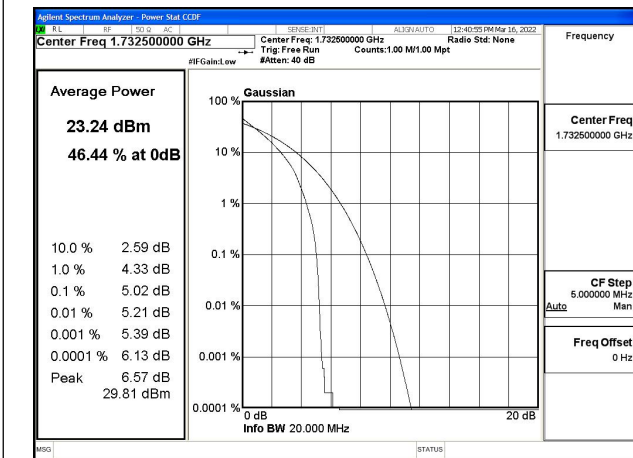 Agilent Spectrum Analyzer - Power Stat CCDF
RL RF 50 Ω AC SENSE:INT ALIGN AUTO 12:40:55 PM Mar 16, 2022
Center Freq 1.732500000 GHz
Center Freq: 1.732500000 GHz Radio Std: None
Trig: Free Run Counts:1.00 M/1.00 Mpt
#IFGain:Low #Atten: 40 dB
Frequency
Average Power
23.24 dBm
46.44 % at 0dB
10.0 % 2.59 dB
1.0 % 4.33 dB
0.1 % 5.02 dB
0.01 % 5.21 dB
0.001 % 5.39 dB
0.0001 % 6.13 dB
Peak 6.57 dB
29.81 dBm
Gaussian
100 %
10 %
1 %
0.1 %
0.01 %
0.001 %
0.0001 %
0 dB 20 dB
Info BW 20.000 MHz
Center Freq
1.732500000 GHz
CF Step
5.000000 MHz
Auto Man
Freq Offset
0 Hz
MSG STATUS